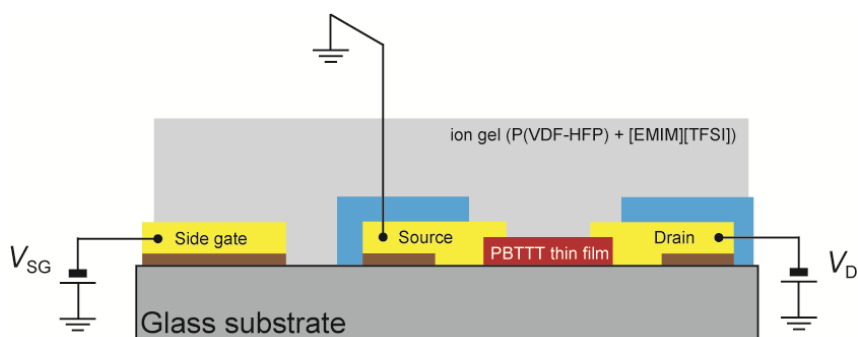 ion gel (P(VDF-HFP) + [EMIM][TFSI])
Side gate
Source
Drain
PBTTT thin film
VSG
VD
Glass substrate